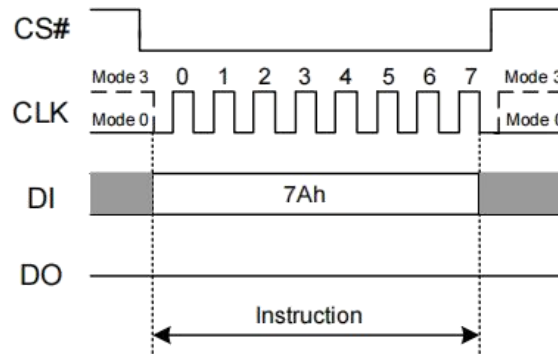 CS#
Mode 3 0 1 2 3 4 5 6 7 Mode 3
CLK
Mode 0 Mode 0
DI 7Ah
DO
Instruction